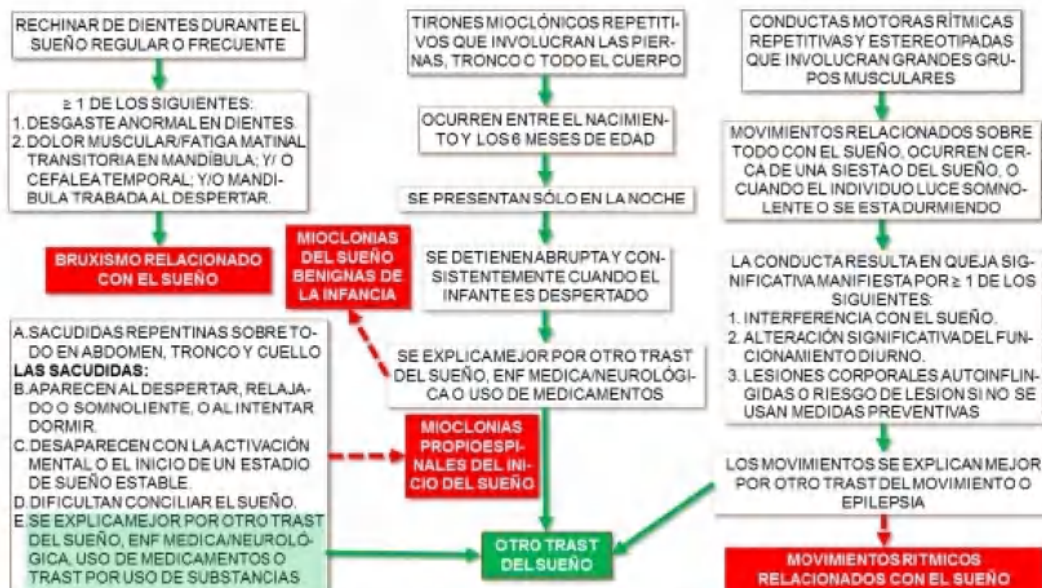 RECHINAR DE DIENTES DURANTE EL
SUEÑO REGULAR O FRECUENTE
≥ 1 DE LOS SIGUIENTES:
1. DESGASTE ANORMAL EN DIENTES.
2. DOLOR MUSCULAR/FATIGA MATINAL
TRANSITORIA EN MANDÍBULA; Y/ O
CEFALEA TEMPORAL; Y/O MANDI-
BULA TRABADA AL DESPERTAR.
BRUXISMO RELACIONADO
CON EL SUEÑO
TIRONES MIOCLÓNICOS REPETITI-
VOS QUE INVOLUCRAN LAS PIER-
NAS, TRONCO O TODO EL CUERPO
OCURREN ENTRE EL NACIMIEN-
TO Y LOS 6 MESES DE EDAD
SE PRESENTAN SÓLO EN LA NOCHE
SE DETIENEN ABRUPTA Y CON-
SISTENTEMENTE CUANDO EL
INFANTE ES DESPERTADO
SE EXPLICA MEJOR POR OTRO TRAST
DEL SUEÑO, ENF MEDICA/NEUROLÓGI-
CA O USO DE MEDICAMENTOS
MIOCLONIAS
DEL SUEÑO
BENIGNAS DE
LA INFANCIA
A. SACUDIDAS REPENTINAS SOBRE TO-
DO EN ABDOMEN, TRONCO Y CUELLO
LAS SACUDIDAS:
B. APARECEN AL DESPERTAR, RELAJA-
DO O SOMNOLIENTE, O AL INTENTAR
DORMIR.
C. DESAPARECEN CON LA ACTIVACIÓN
MENTAL O EL INICIO DE UN ESTADIO
DE SUEÑO ESTABLE.
D. DIFICULTAN CONCILIAR EL SUEÑO.
E. SE EXPLICA MEJOR POR OTRO TRAST
DEL SUEÑO, ENF MEDICA/NEUROLÓ-
GICA, USO DE MEDICAMENTOS O
TRAST POR USO DE SUBSTANCIAS
MIOCLONIAS
PROPIOESPI-
NALES DEL INI-
CIO DEL SUEÑO
OTRO TRAST
DEL SUEÑO
CONDUCTAS MOTORAS RÍTMICAS
REPETITIVAS Y ESTEREOTIPADAS
QUE INVOLUCRAN GRANDES GRU-
POS MUSCULARES
MOVIMIENTOS RELACIONADOS SOBRE
TODO CON EL SUEÑO, OCURREN CER-
CA DE UNA SIESTA O DEL SUEÑO, O
CUANDO EL INDIVIDUO LUCE SOMNO-
LENTE O SE ESTA DURMIENDO
LA CONDUCTA RESULTA EN QUEJA SIG-
NIFICATIVA MANIFIESTA POR ≥ 1 DE LOS
SIGUIENTES:
1. INTERFERENCIA CON EL SUEÑO.
2. ALTERACIÓN SIGNIFICATIVA DEL FUN-
CIONAMIENTO DIURNO.
3. LESIONES CORPORALES AUTOINFLIN-
GIDAS O RIESGO DE LESION SI NO SE
USAN MEDIDAS PREVENTIVAS
LOS MOVIMIENTOS SE EXPLICAN MEJOR
POR OTRO TRAST DEL MOVIMIENTO O
EPILEPSIA
MOVIMIENTOS RITMICOS
RELACIONADOS CON EL SUEÑO